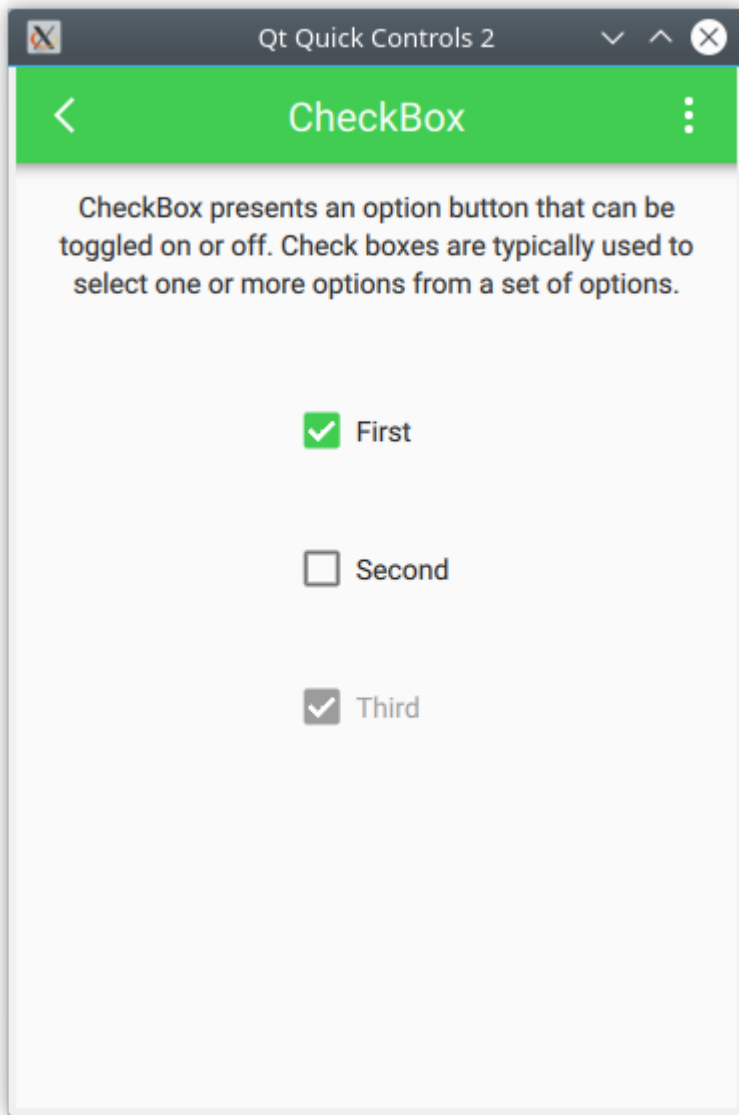 Qt Quick Controls 2
CheckBox
CheckBox presents an option button that can be
toggled on or off. Check boxes are typically used to
select one or more options from a set of options.
First
Second
Third